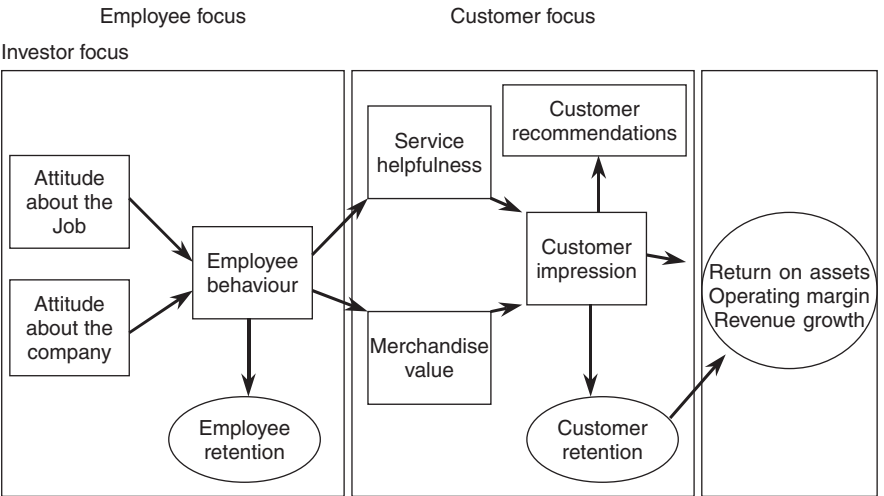 Employee focus
Customer focus
Investor focus
Attitude
about the
Job
Attitude
about the
company
Employee
behaviour
Employee
retention
Service
helpfulness
Merchandise
value
Customer
recommendations
Customer
impression
Customer
retention
Return on assets
Operating margin
Revenue growth